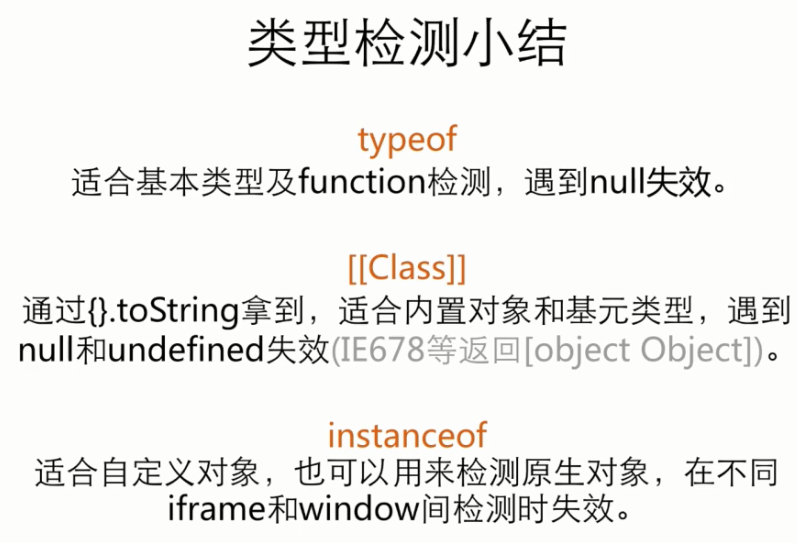 类型检测小结
typeof
适合基本类型及function检测，遇到null失效。
[[Class]]
通过{}.toString拿到，适合内置对象和基元类型，遇到
null和undefined失效(IE678等返回[object Object])。
instanceof
适合自定义对象，也可以用来检测原生对象，在不同
iframe和window间检测时失效。